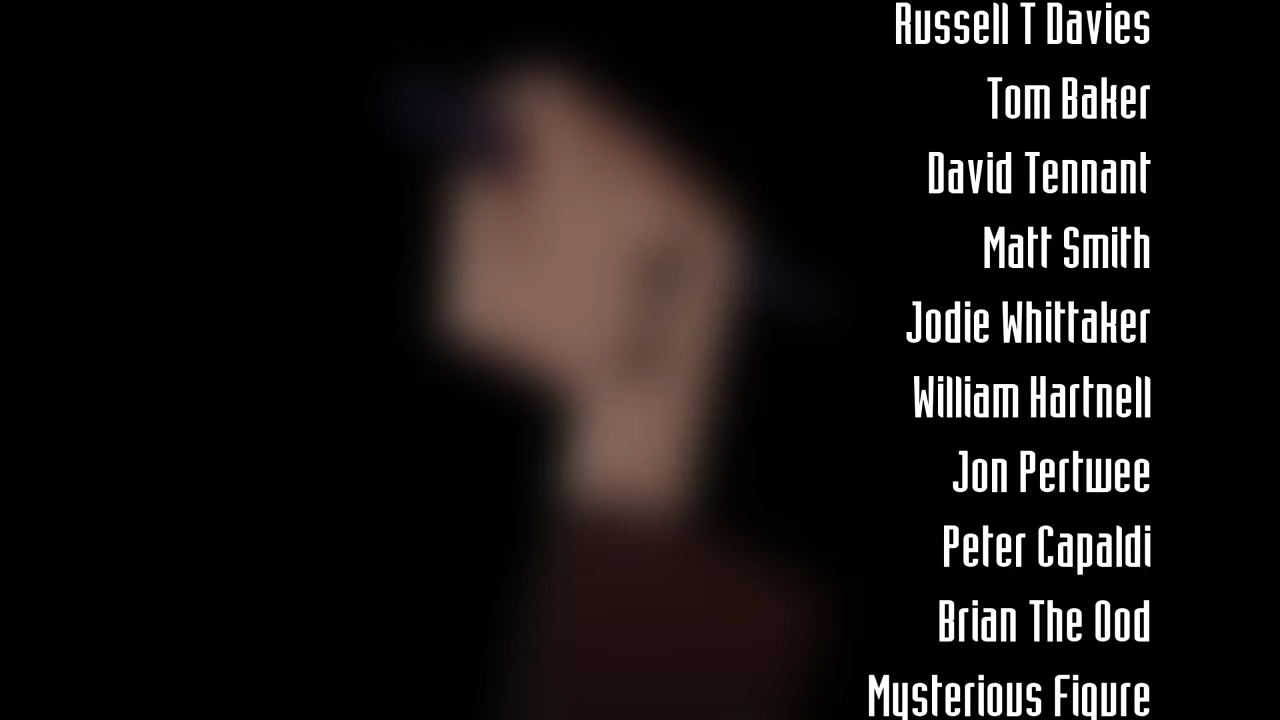 Russell T Davies
Tom Baker
David Tennant
Matt Smith
Jodie Whittaker
William Hartnell
Jon Pertwee
Peter Capaldi
Brian The Ood
Mysterious Figure